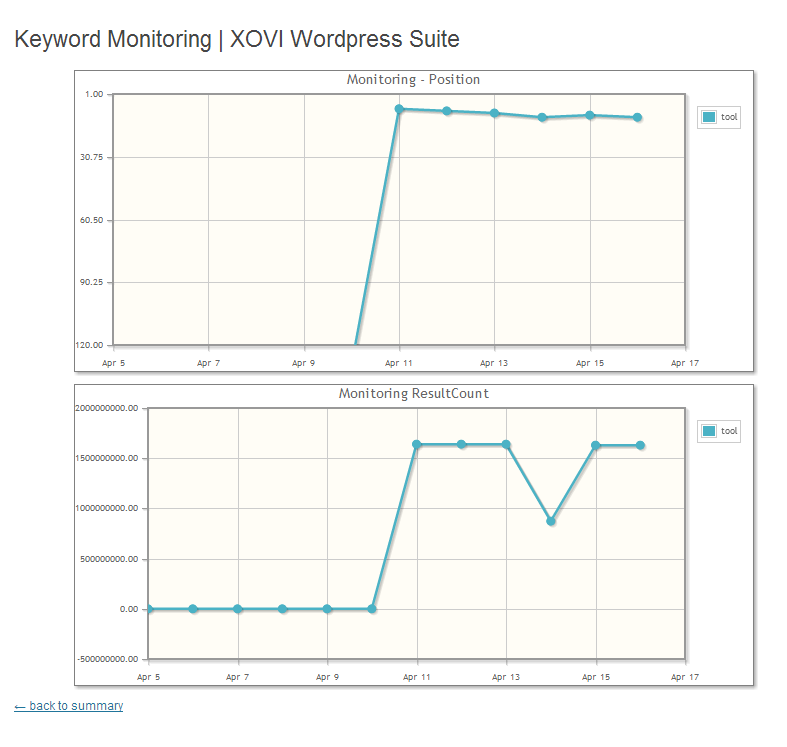 Keyword Monitoring | XOVI Wordpress Suite
Monitoring - Position
1.00
30.75
60.50
90.25
120.00
Apr 5 Apr 7 Apr 9 Apr 11 Apr 13 Apr 15 Apr 17
tool
Monitoring ResultCount
2000000000.00
1500000000.00
1000000000.00
500000000.00
0.00
-500000000.00
Apr 5 Apr 7 Apr 9 Apr 11 Apr 13 Apr 15 Apr 17
tool
← back to summary